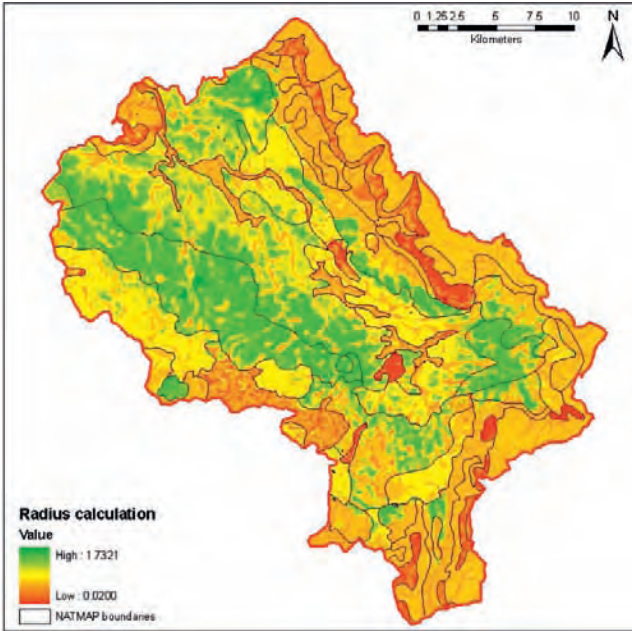 0 1.25 2.5 5 7.5 10
Kilometers
N
Radius calculation
Value
High : 1.7321
Low : 0.0200
NATMAP boundaries